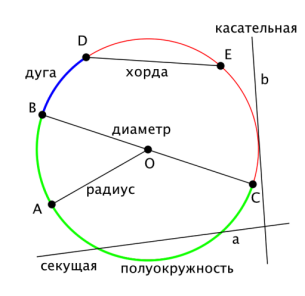 касательная
D
E
дуга
хорда
b
B
диаметр
O
радиус
C
A
a
секущая
полуокружность